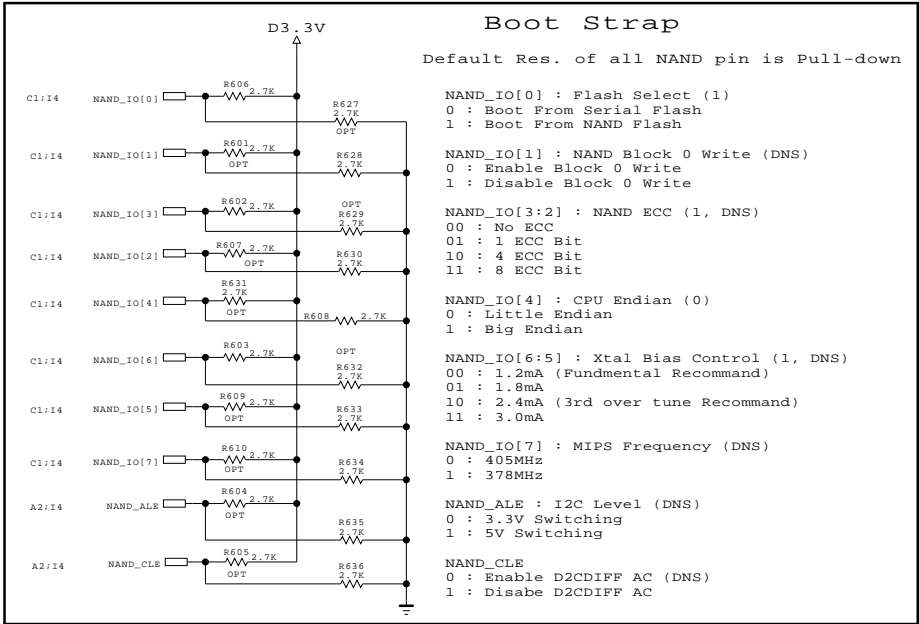 D3.3V
Boot Strap
Default Res. of all NAND pin is Pull-down
C1;I4 NAND_IO[0] R606 2.7K
R627
2.7K
OPT
C1;I4 NAND_IO[1] R601 2.7K
OPT
R628
2.7K
C1;I4 NAND_IO[3] R602 2.7K
OPT
R629
2.7K
C1;I4 NAND_IO[2] R607 2.7K
OPT
R630
2.7K
C1;I4 NAND_IO[4] R631
2.7K
OPT
R608 2.7K
C1;I4 NAND_IO[6] R603 2.7K
OPT
R632
2.7K
C1;I4 NAND_IO[5] R609 2.7K
OPT
R633
2.7K
C1;I4 NAND_IO[7] R610 2.7K
OPT
R634
2.7K
A2;I4 NAND_ALE R604 2.7K
OPT
R635
2.7K
A2;I4 NAND_CLE R605 2.7K
OPT
R636
2.7K
NAND_IO[0] : Flash Select (1)
0 : Boot From Serial Flash
1 : Boot From NAND Flash
NAND_IO[1] : NAND Block 0 Write (DNS)
0 : Enable Block 0 Write
1 : Disable Block 0 Write
NAND_IO[3:2] : NAND ECC (1, DNS)
00 : No ECC
01 : 1 ECC Bit
10 : 4 ECC Bit
11 : 8 ECC Bit
NAND_IO[4] : CPU Endian (0)
0 : Little Endian
1 : Big Endian
NAND_IO[6:5] : Xtal Bias Control (1, DNS)
00 : 1.2mA (Fundmental Recommand)
01 : 1.8mA
10 : 2.4mA (3rd over tune Recommand)
11 : 3.0mA
NAND_IO[7] : MIPS Frequency (DNS)
0 : 405MHz
1 : 378MHz
NAND_ALE : I2C Level (DNS)
0 : 3.3V Switching
1 : 5V Switching
NAND_CLE
0 : Enable D2CDIFF AC (DNS)
1 : Disabe D2CDIFF AC